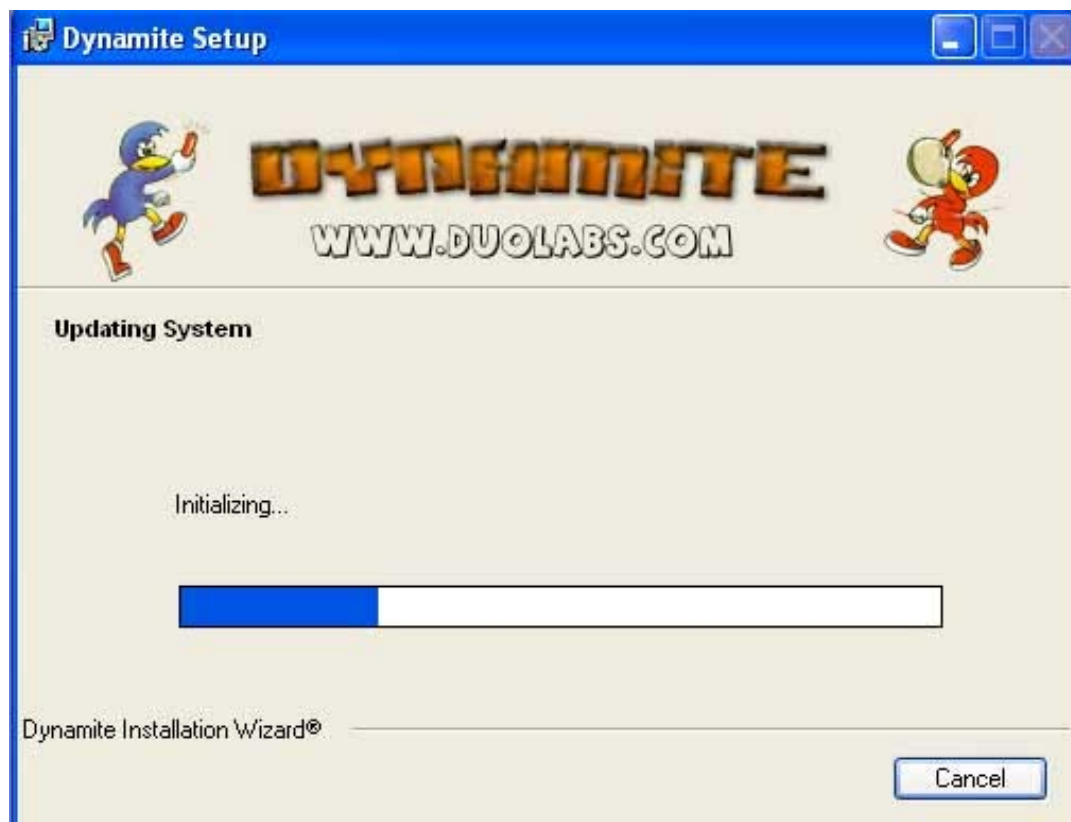 Dynamite Setup
DYNAMITE
WWW.DUOLABS.COM
Updating System
Initializing...
Dynamite Installation Wizard®
Cancel